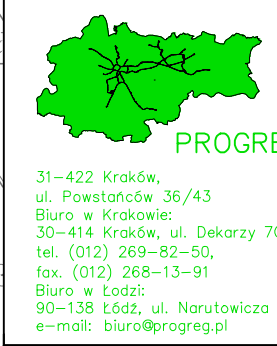 PROGRE
31-422 Kraków,
ul. Powstańców 36/43
Biuro w Krakowie:
30-414 Kraków, ul. Dekarzy 70
tel. (012) 269-82-50,
fax. (012) 268-13-91
Biuro w Łodzi:
90-138 Łódź, ul. Narutowicza
e-mail: biuro@progreg.pl